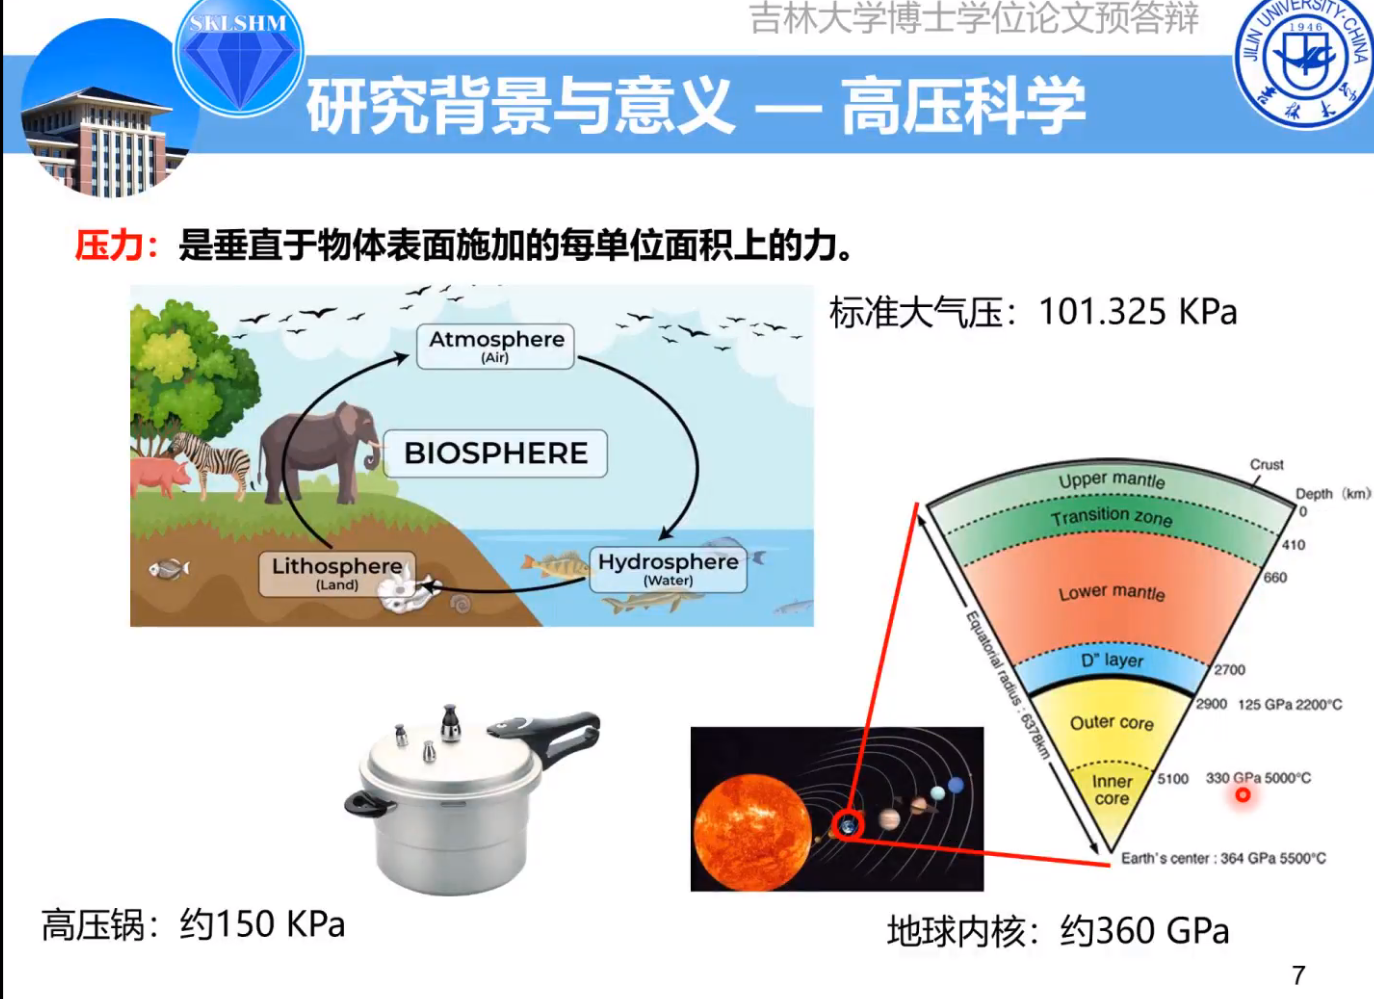 吉林大学博士学位论文预答辩
SKLSHM
JILIN UNIVERSITY·CHINA
1946
研究背景与意义 — 高压科学
压力：是垂直于物体表面施加的每单位面积上的力。
标准大气压：101.325 KPa
Atmosphere
(Air)
BIOSPHERE
Lithosphere
(Land)
Hydrosphere
(Water)
Crust
Depth (km)
Upper mantle
0
Transition zone
410
660
Lower mantle
D" layer
2700
2900 125 GPa 2200°C
Outer core
Equatorial radius : 6378km
Inner
core
5100 330 GPa 5000°C
Earth's center : 364 GPa 5500°C
高压锅：约150 KPa
地球内核：约360 GPa
7